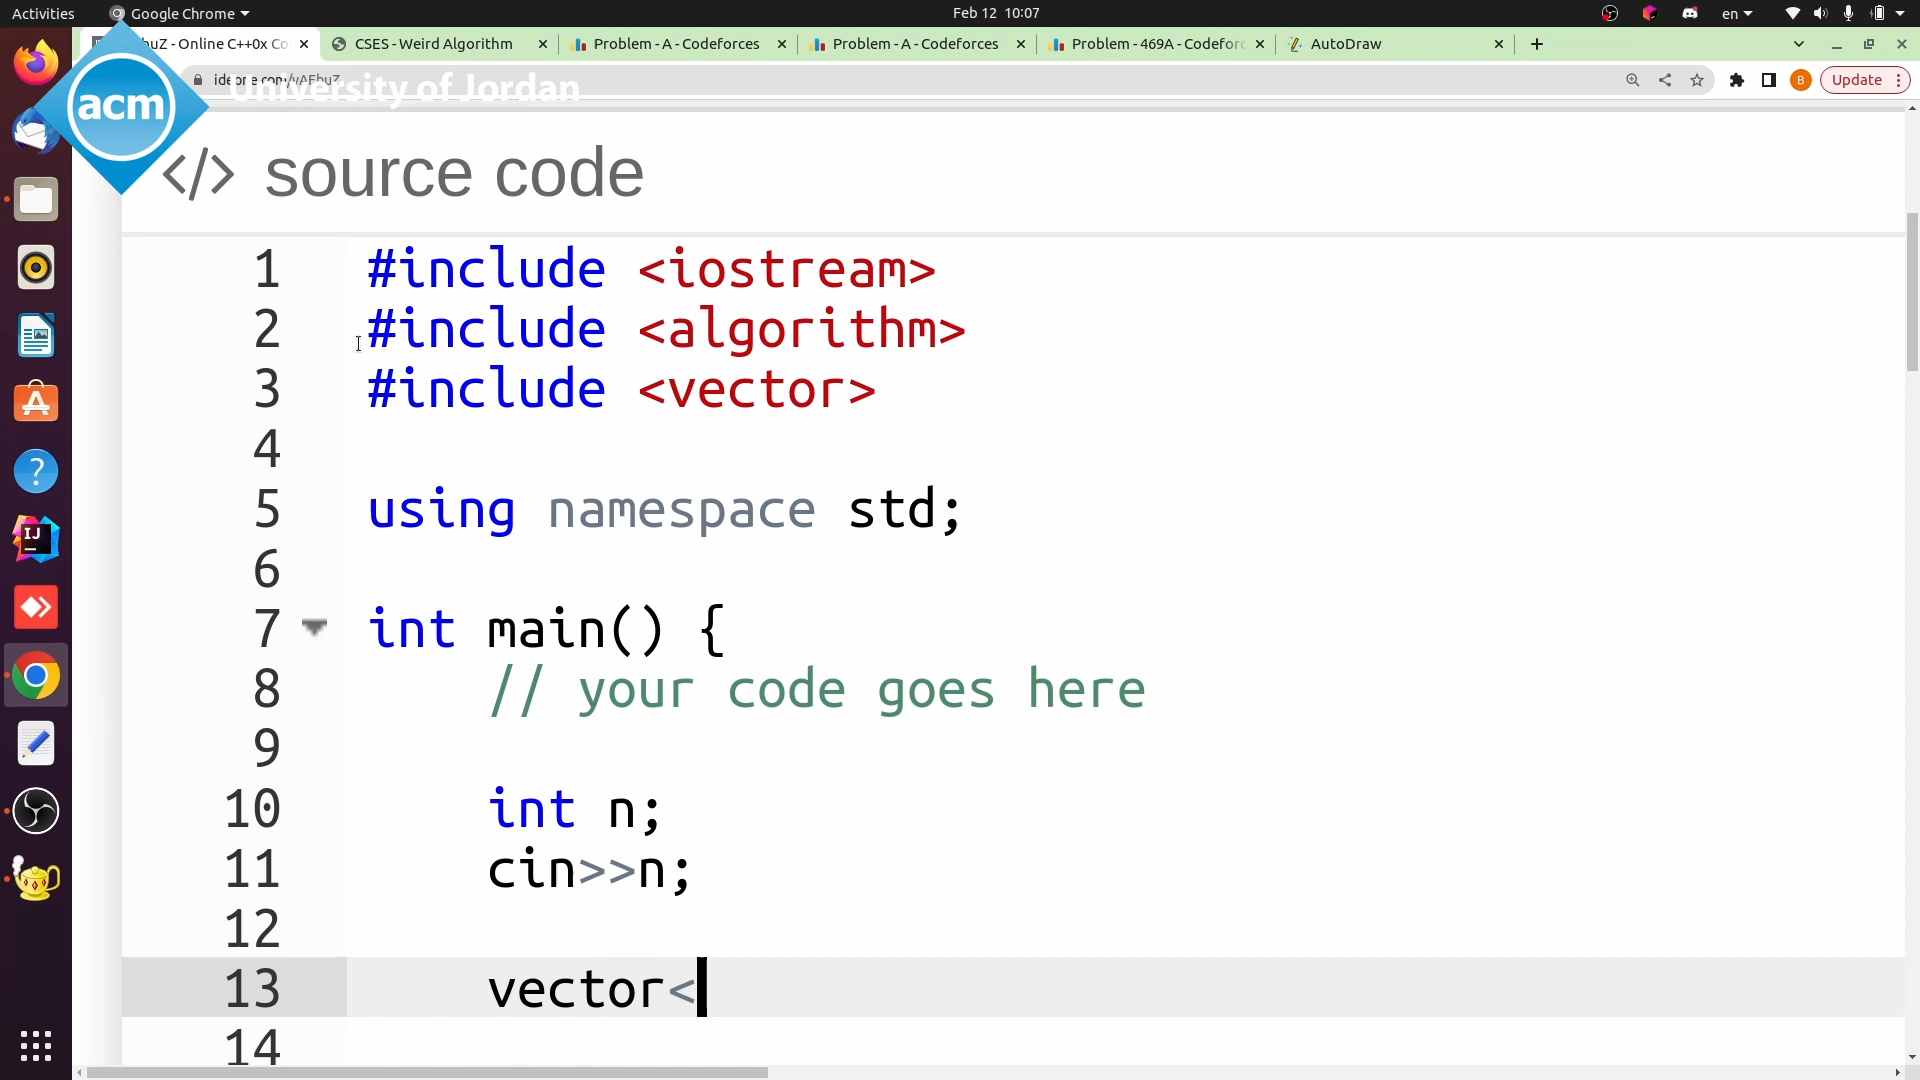 Activities Google Chrome Feb 12 10:07 en
buZ - Online C++0x Co CSES - Weird Algorithm Problem - A - Codeforces Problem - A - Codeforces Problem - 469A - Codeforc AutoDraw
B Update
acm University of Jordan
</> source code
1 #include <iostream>
2 #include <algorithm>
3 #include <vector>
4
5 using namespace std;
6
7 int main() {
8 // your code goes here
9
10 int n;
11 cin>>n;
12
13 vector<
14